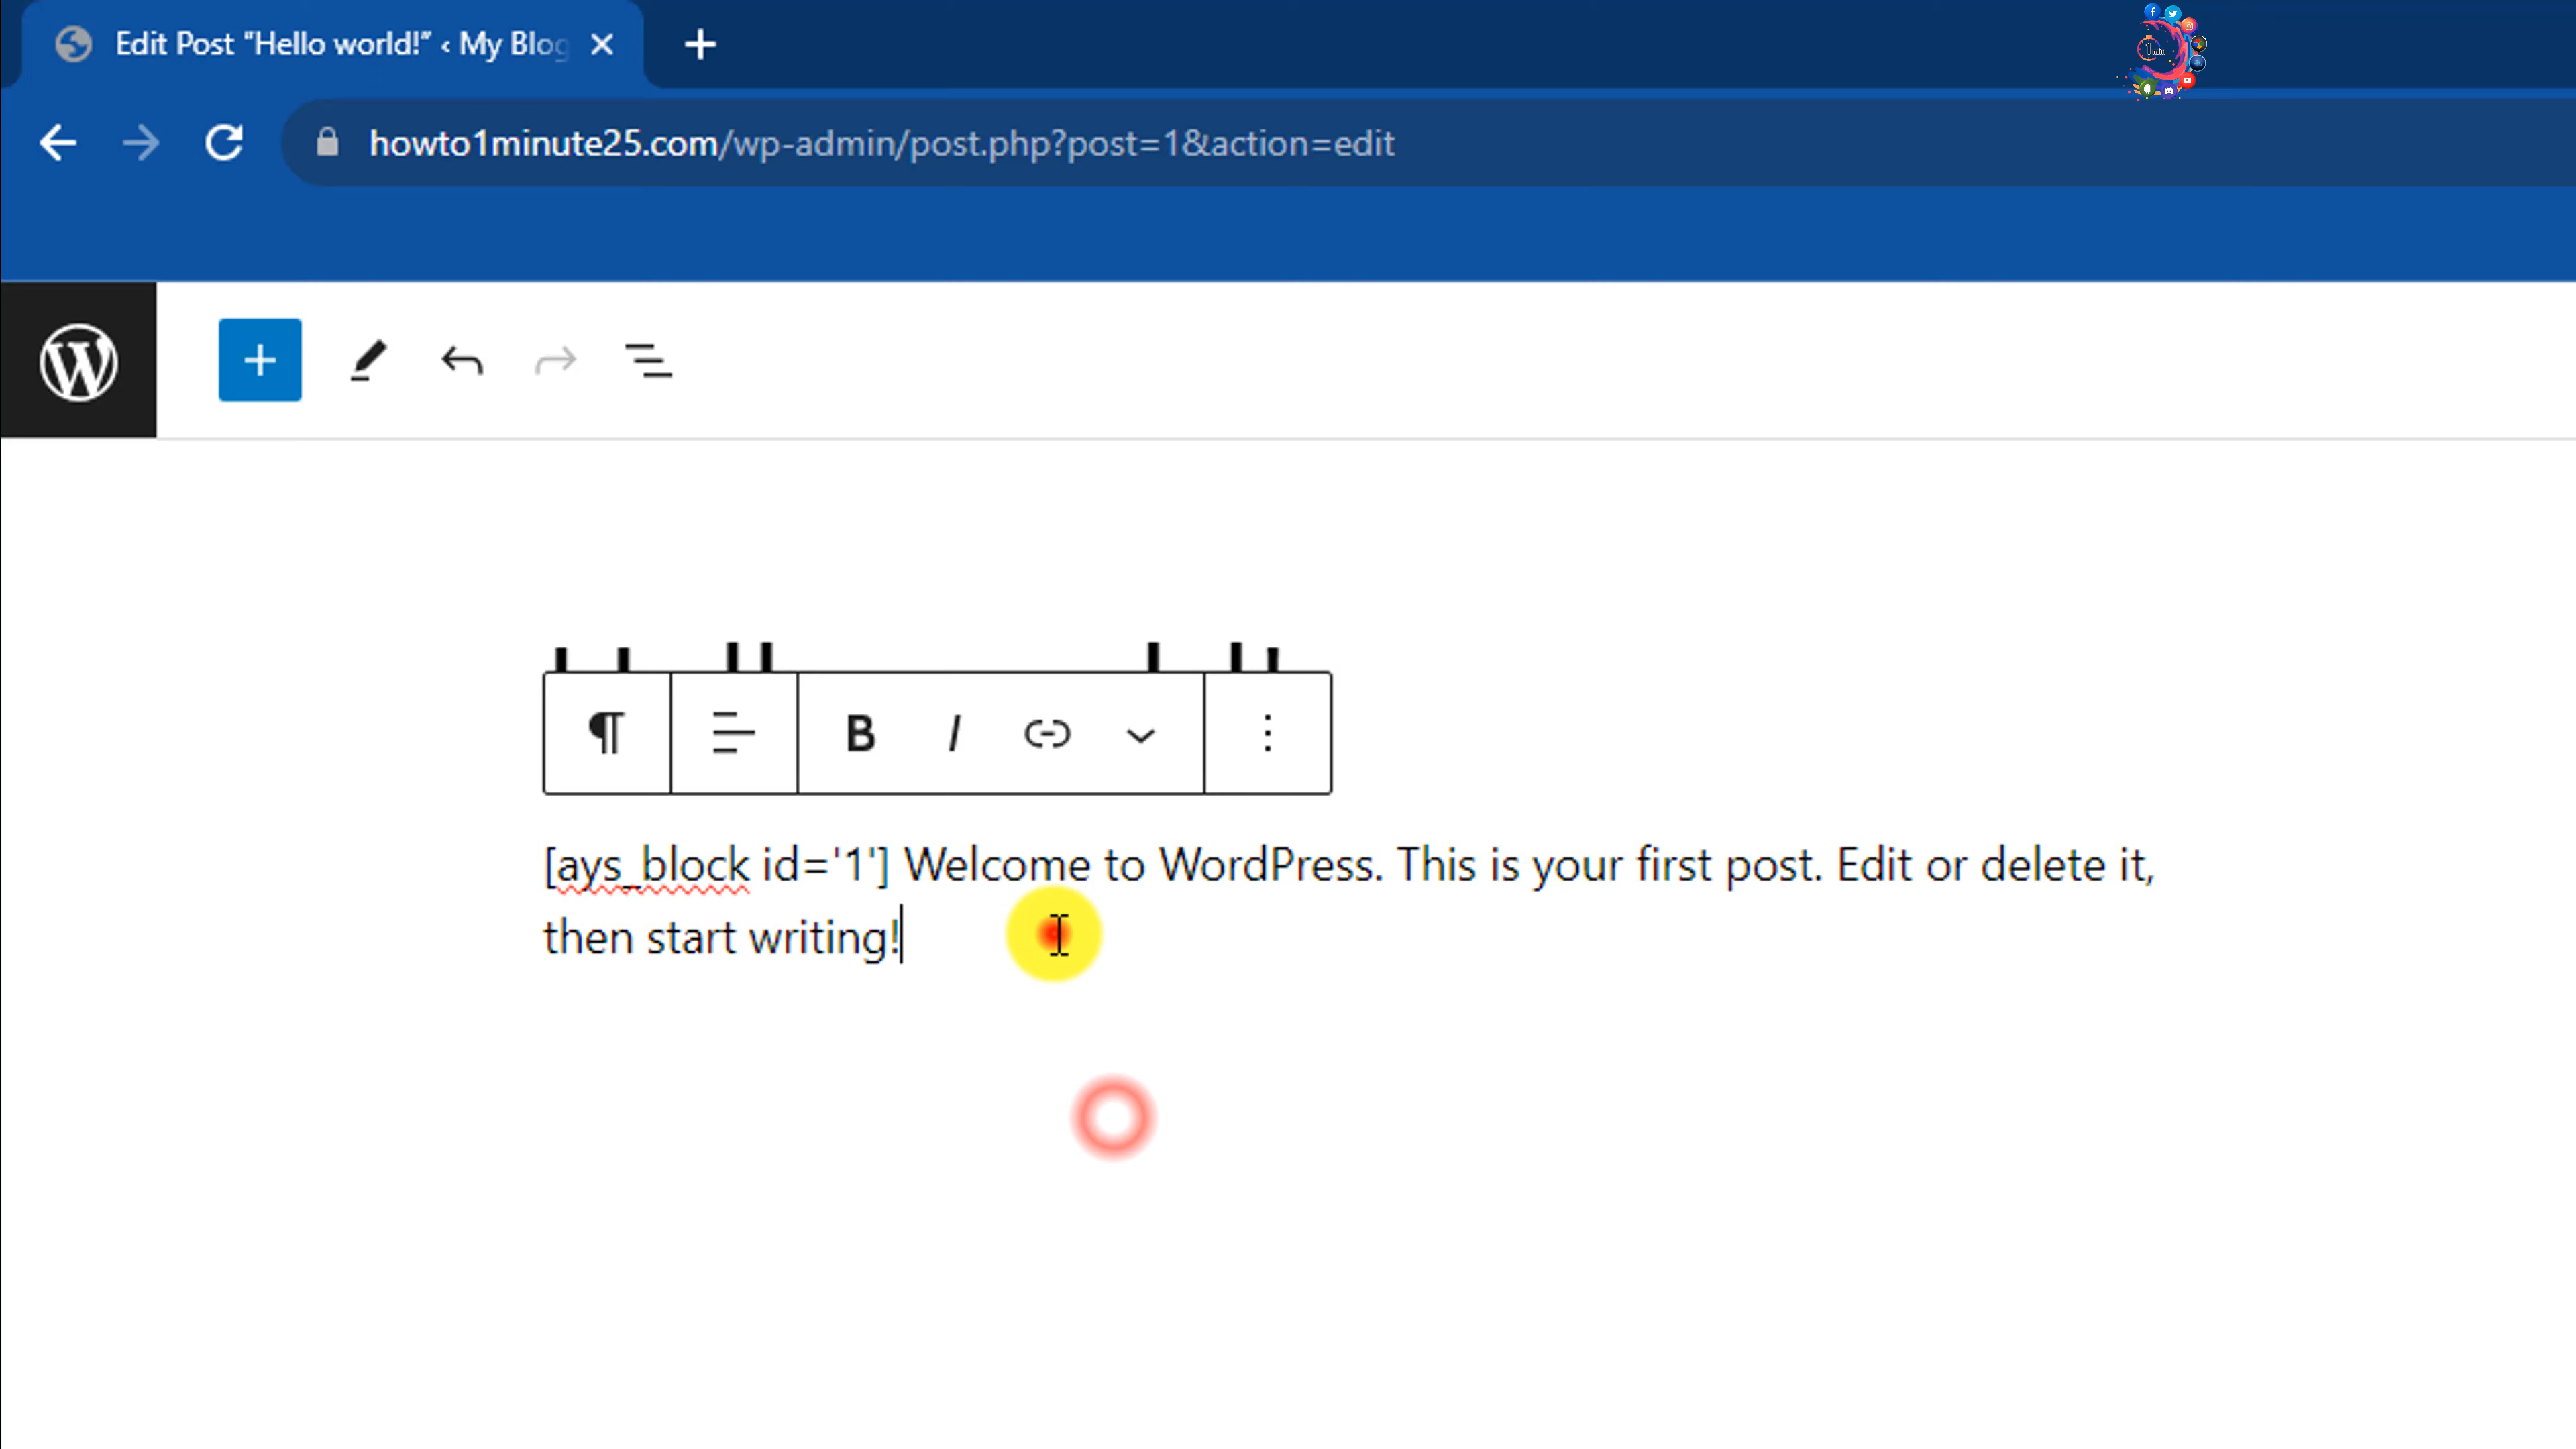 Edit Post “Hello world!” ‹ My Blog
howto1minute25.com/wp-admin/post.php?post=1&action=edit
B I
[ays_block id='1'] Welcome to WordPress. This is your first post. Edit or delete it,
then start writing!